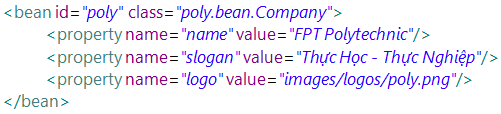 <bean id="poly" class="poly.bean.Company">
<property name="name" value="FPT Polytechnic"/>
<property name="slogan" value="Thực Học - Thực Nghiệp"/>
<property name="logo" value="images/logos/poly.png"/>
</bean>